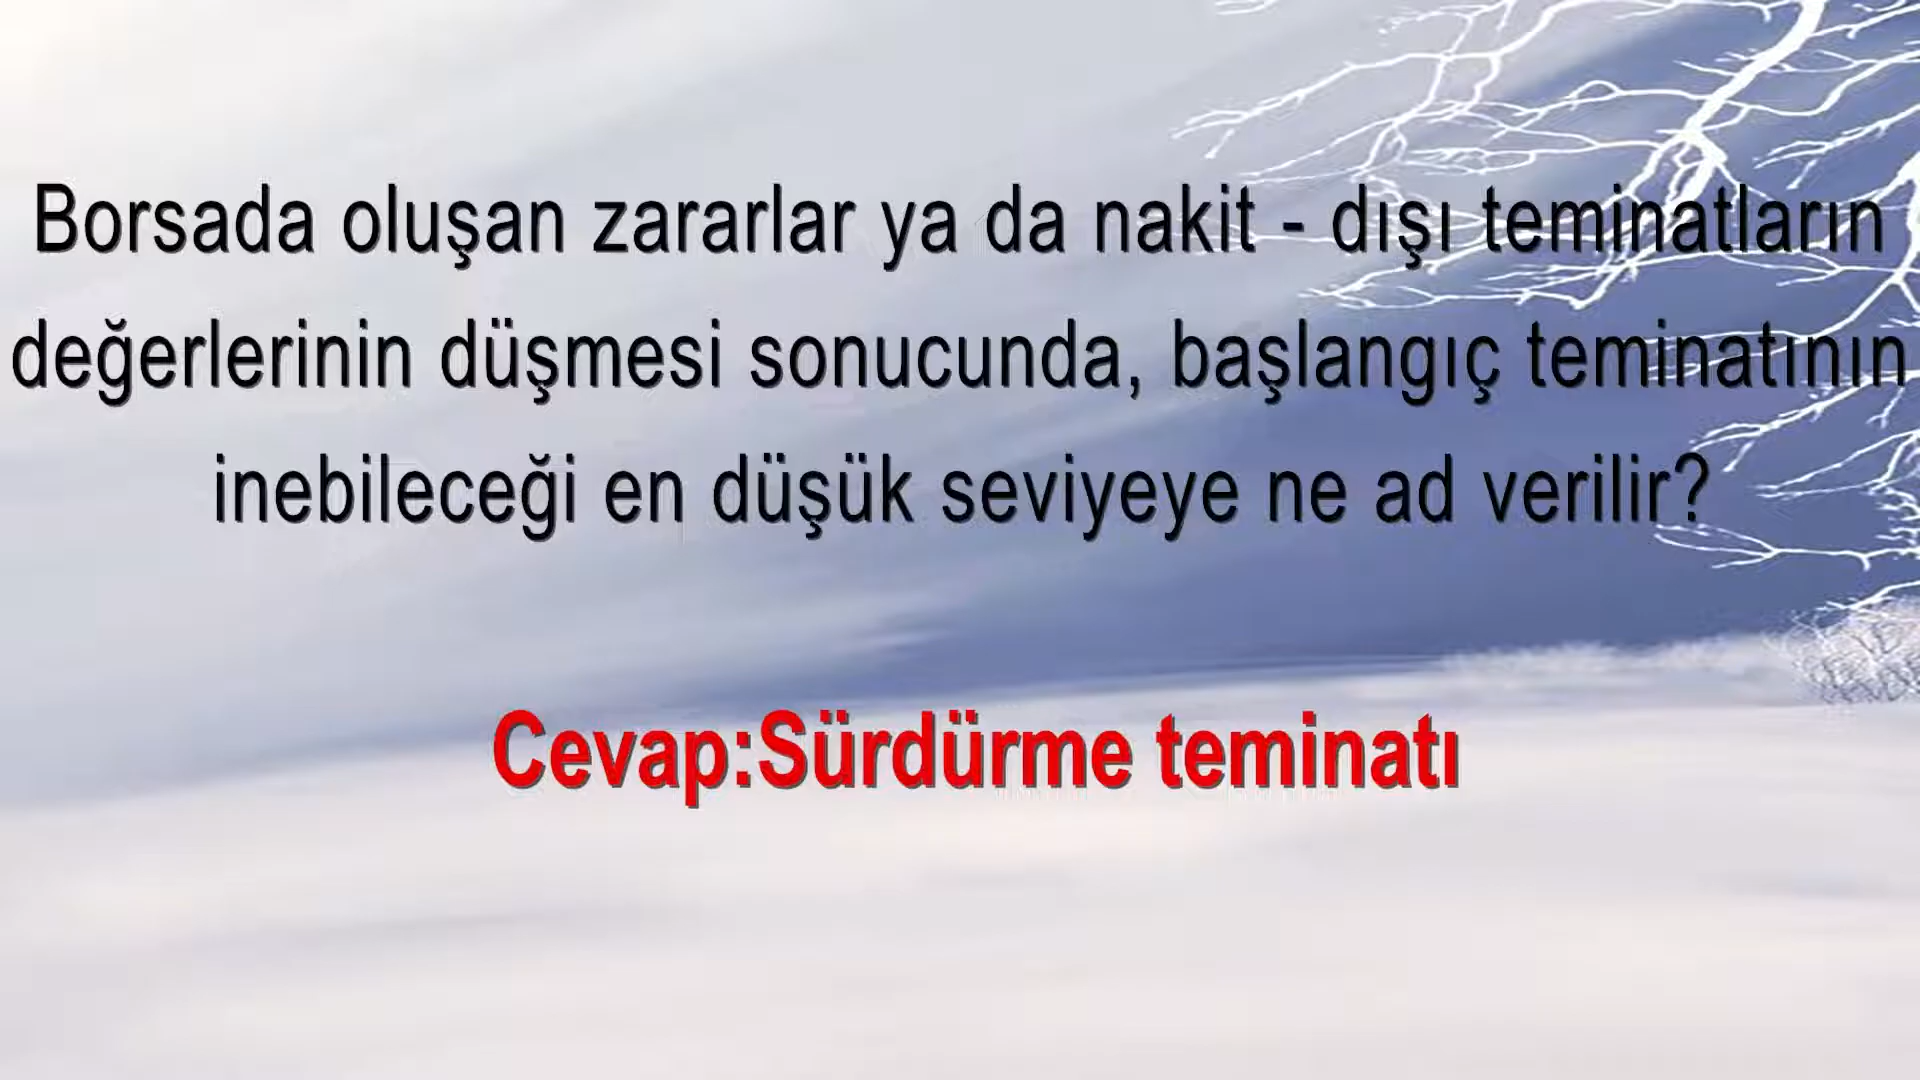 Borsada oluşan zararlar ya da nakit - dışı teminatların
değerlerinin düşmesi sonucunda, başlangıç teminatının
inebileceği en düşük seviyeye ne ad verilir?
Cevap:Sürdürme teminatı